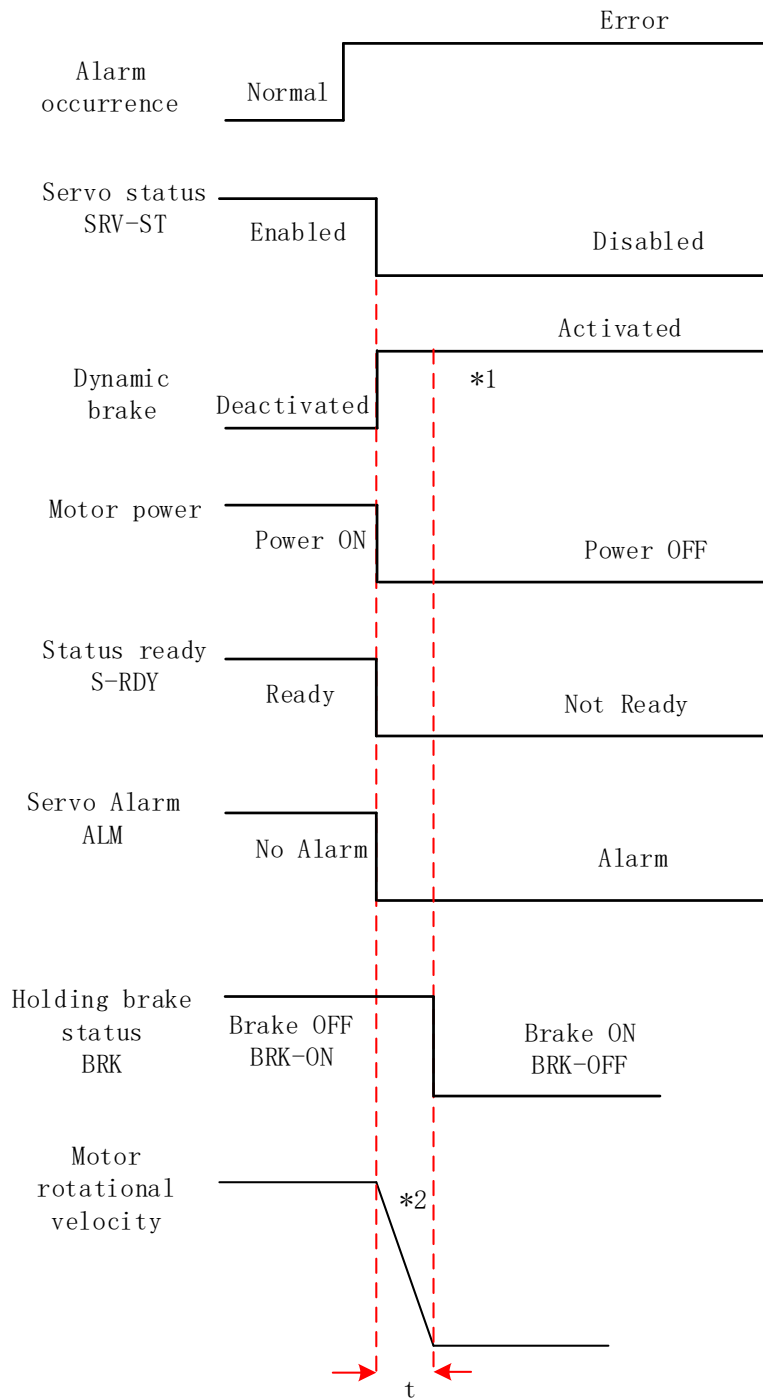 Error
Alarm
occurrence
Normal
Servo status
SRV-ST
Enabled
Disabled
Activated
Dynamic
brake
Deactivated
*1
Motor power
Power ON
Power OFF
Status ready
S-RDY
Ready
Not Ready
Servo Alarm
ALM
No Alarm
Alarm
Holding brake
status
BRK
Brake OFF
BRK-ON
Brake ON
BRK-OFF
Motor
rotational
velocity
*2
t